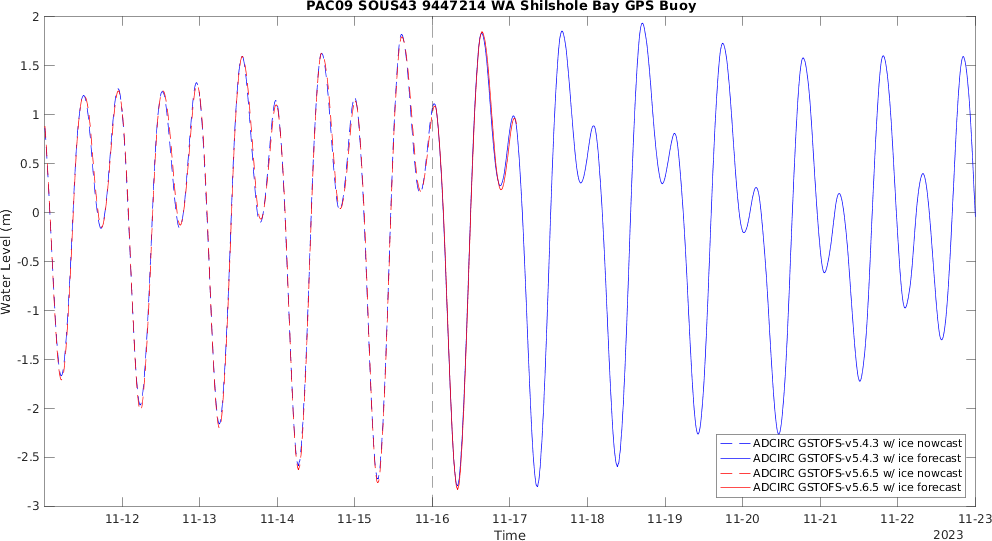 PAC09 SOUS43 9447214 WA Shilshole Bay GPS Buoy
2
1.5
1
0.5
0
-0.5
-1
-1.5
-2
-2.5
-3
Water Level (m)
ADCIRC GSTOFS-v5.4.3 w/ ice nowcast
ADCIRC GSTOFS-v5.4.3 w/ ice forecast
ADCIRC GSTOFS-v5.6.5 w/ ice nowcast
ADCIRC GSTOFS-v5.6.5 w/ ice forecast
11-12 11-13 11-14 11-15 11-16 11-17 11-18 11-19 11-20 11-21 11-22 11-23
Time
2023